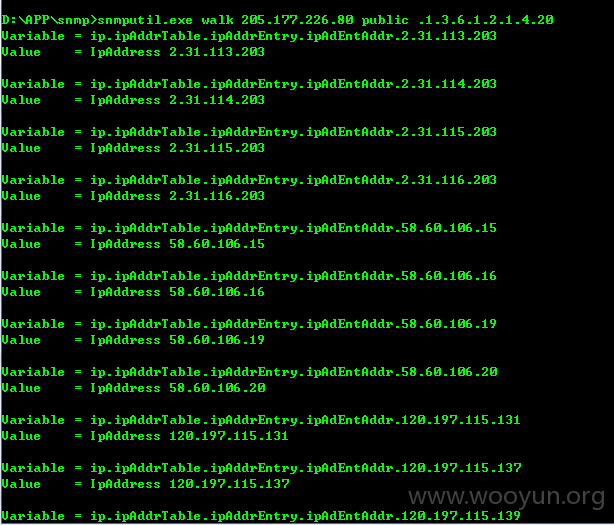 D:\APP\snmp>snmputil.exe walk 205.177.226.80 public .1.3.6.1.2.1.4.20
Variable = ip.ipAddrTable.ipAddrEntry.ipAdEntAddr.2.31.113.203
Value    = IpAddress 2.31.113.203
Variable = ip.ipAddrTable.ipAddrEntry.ipAdEntAddr.2.31.114.203
Value    = IpAddress 2.31.114.203
Variable = ip.ipAddrTable.ipAddrEntry.ipAdEntAddr.2.31.115.203
Value    = IpAddress 2.31.115.203
Variable = ip.ipAddrTable.ipAddrEntry.ipAdEntAddr.2.31.116.203
Value    = IpAddress 2.31.116.203
Variable = ip.ipAddrTable.ipAddrEntry.ipAdEntAddr.58.60.106.15
Value    = IpAddress 58.60.106.15
Variable = ip.ipAddrTable.ipAddrEntry.ipAdEntAddr.58.60.106.16
Value    = IpAddress 58.60.106.16
Variable = ip.ipAddrTable.ipAddrEntry.ipAdEntAddr.58.60.106.19
Value    = IpAddress 58.60.106.19
Variable = ip.ipAddrTable.ipAddrEntry.ipAdEntAddr.58.60.106.20
Value    = IpAddress 58.60.106.20
Variable = ip.ipAddrTable.ipAddrEntry.ipAdEntAddr.120.197.115.131
Value    = IpAddress 120.197.115.131
Variable = ip.ipAddrTable.ipAddrEntry.ipAdEntAddr.120.197.115.137
Value    = IpAddress 120.197.115.137
www.wooyun.org
Variable = ip.ipAddrTable.ipAddrEntry.ipAdEntAddr.120.197.115.139